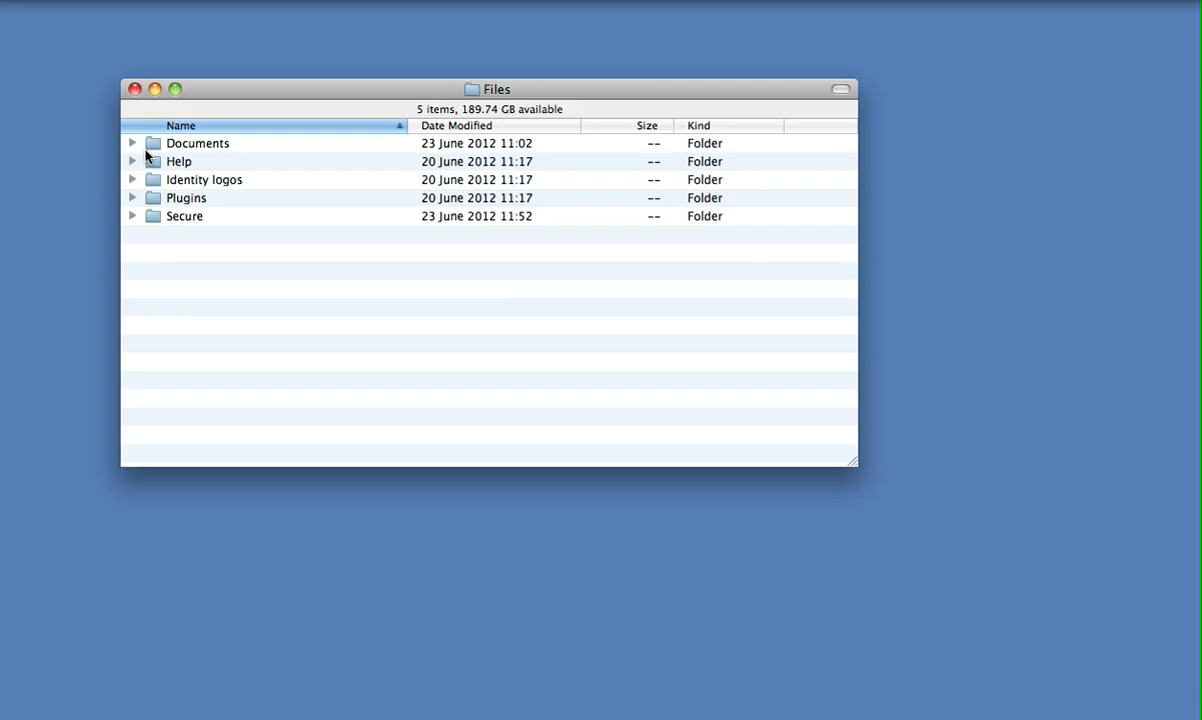 Files
5 items, 189.74 GB available
Name Date Modified Size Kind
Documents 23 June 2012 11:02 -- Folder
Help 20 June 2012 11:17 -- Folder
Identity logos 20 June 2012 11:17 -- Folder
Plugins 20 June 2012 11:17 -- Folder
Secure 23 June 2012 11:52 -- Folder